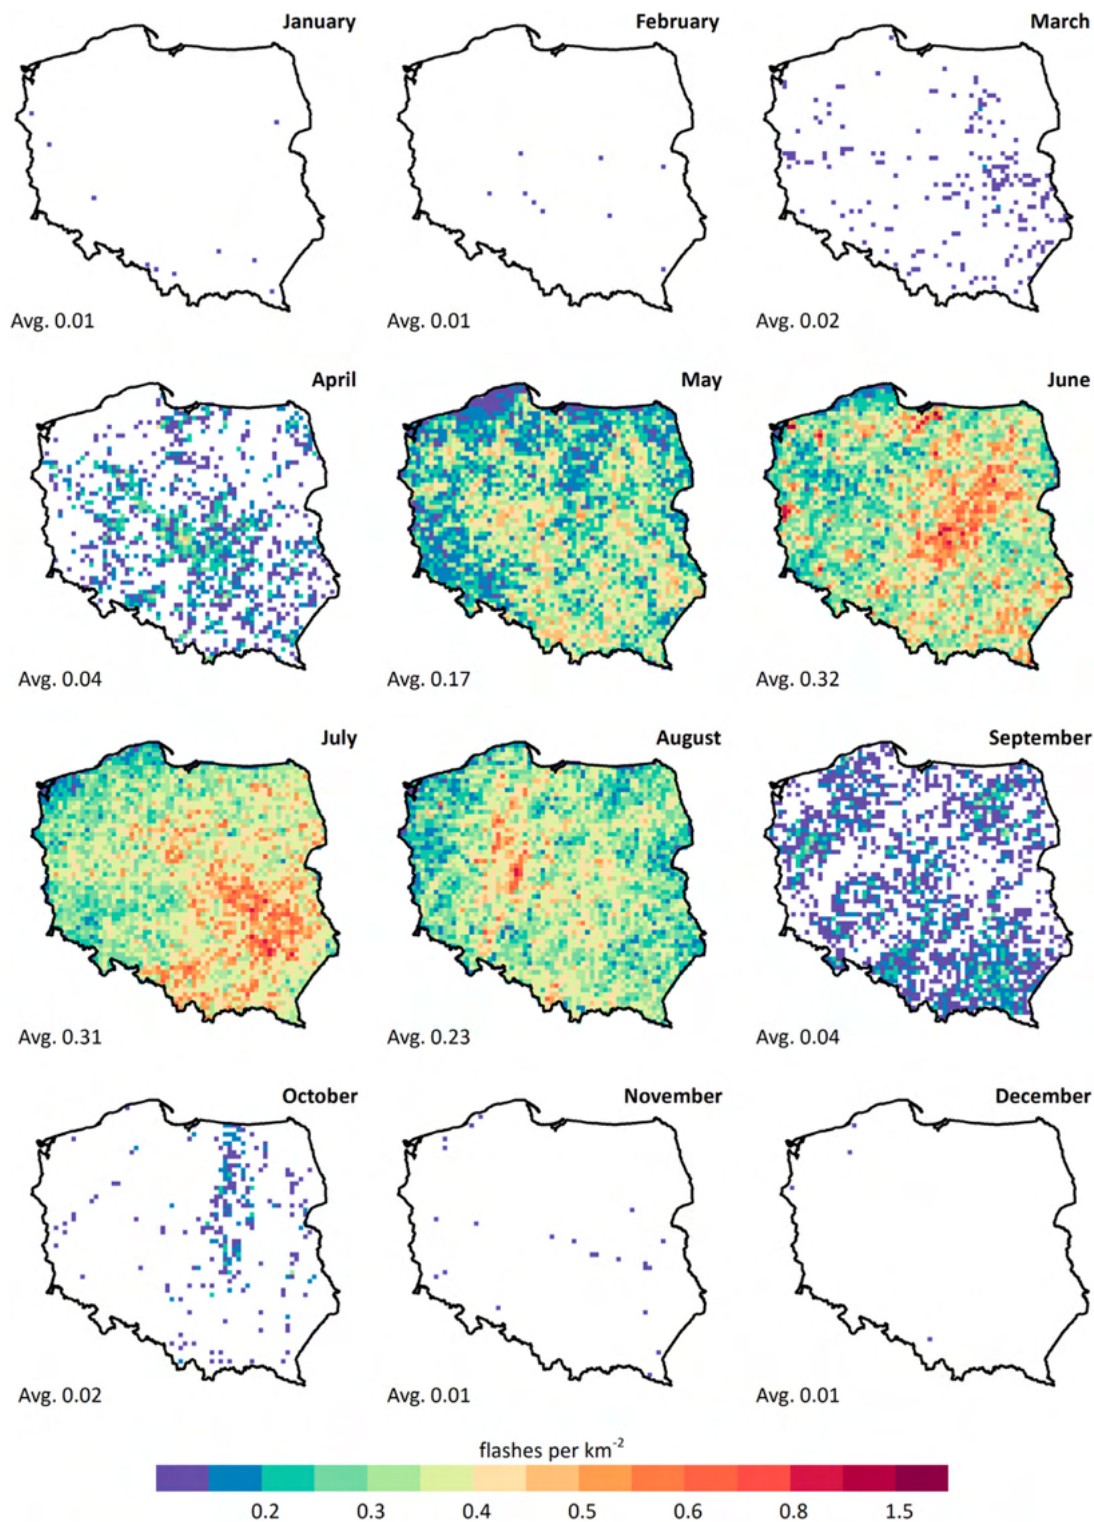 January
February
March
Avg. 0.01
Avg. 0.01
Avg. 0.02
April
May
June
Avg. 0.04
Avg. 0.17
Avg. 0.32
July
August
September
Avg. 0.31
Avg. 0.23
Avg. 0.04
October
November
December
Avg. 0.02
Avg. 0.01
Avg. 0.01
flashes per km⁻²
0.2 0.3 0.4 0.5 0.6 0.8 1.5